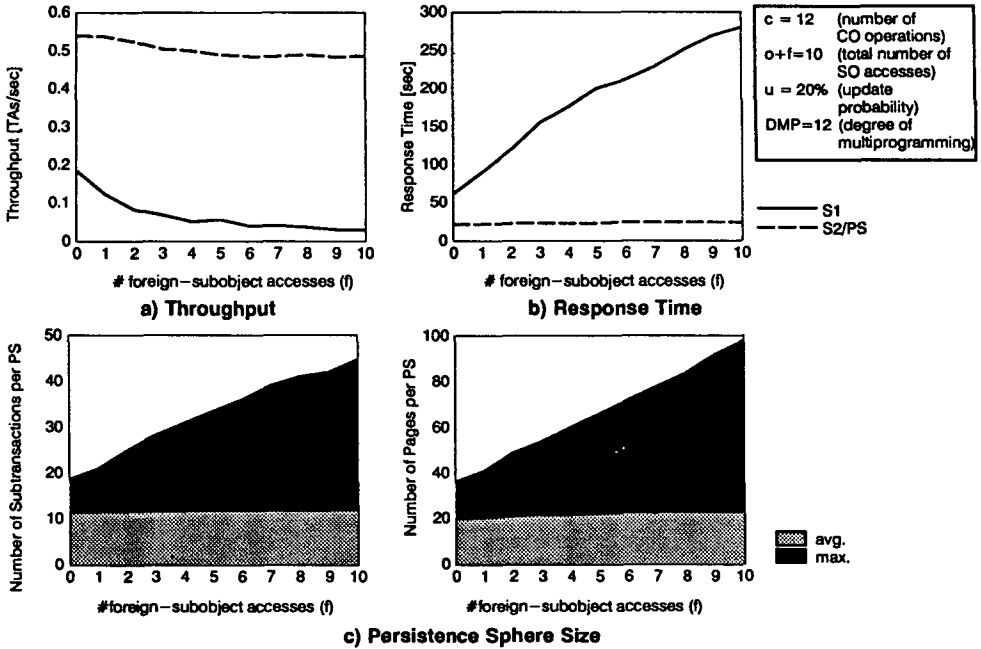 0.6
0.5
0.4
0.3
0.2
0.1
0
Throughput [TAs/sec]
0 1 2 3 4 5 6 7 8 9 10
# foreign–subobject accesses (f)
a) Throughput
300
250
200
150
100
50
0
Response Time [sec]
0 1 2 3 4 5 6 7 8 9 10
# foreign–subobject accesses (f)
b) Response Time
c = 12 (number of
CO operations)
o+f=10 (total number of
SO accesses)
u = 20% (update
probability)
DMP=12 (degree of
multiprogramming)
S1
S2/PS
50
40
30
20
10
0
Number of Subtransactions per PS
0 1 2 3 4 5 6 7 8 9 10
#foreign–subobject accesses (f)
100
80
60
40
20
0
Number of Pages per PS
0 1 2 3 4 5 6 7 8 9 10
#foreign–subobject accesses (f)
avg.
max.
c) Persistence Sphere Size